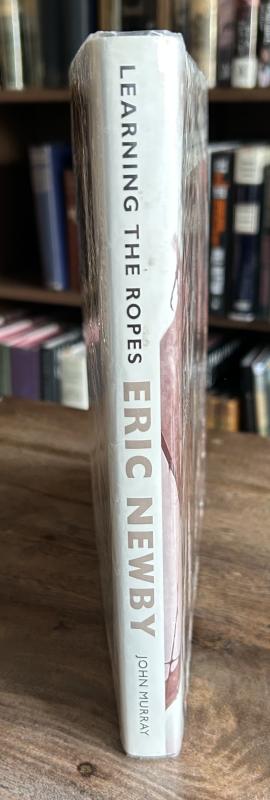 LEARNING THE ROPES
ERIC NEWBY
JOHN MURRAY